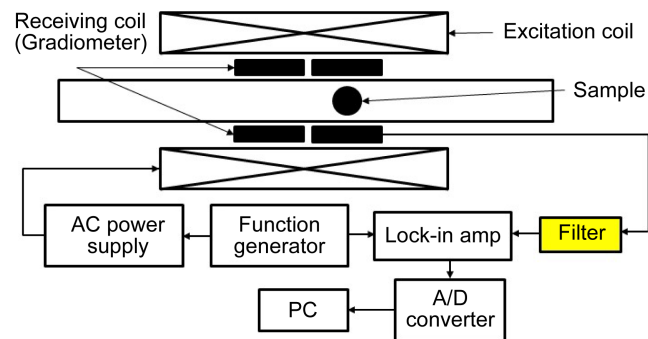 Receiving coil
(Gradiometer)
Excitation coil
Sample
AC power
supply
Function
generator
Lock-in amp
Filter
PC
A/D
converter